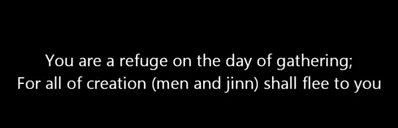 You are a refuge on the day of gathering;
For all of creation (men and jinn) shall flee to you